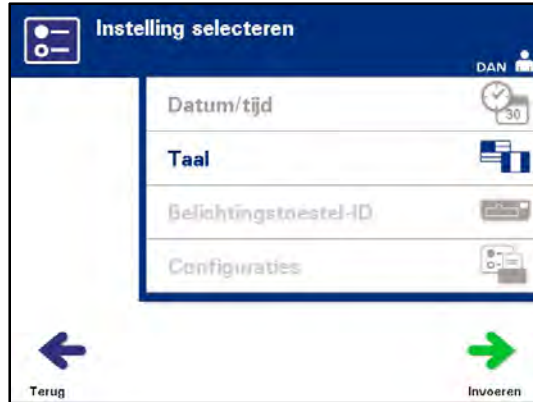 Instelling selecteren
DAN
Datum/tijd
30
Taal
Belichtingstoestel-ID
Configuraties
Terug
Invoeren